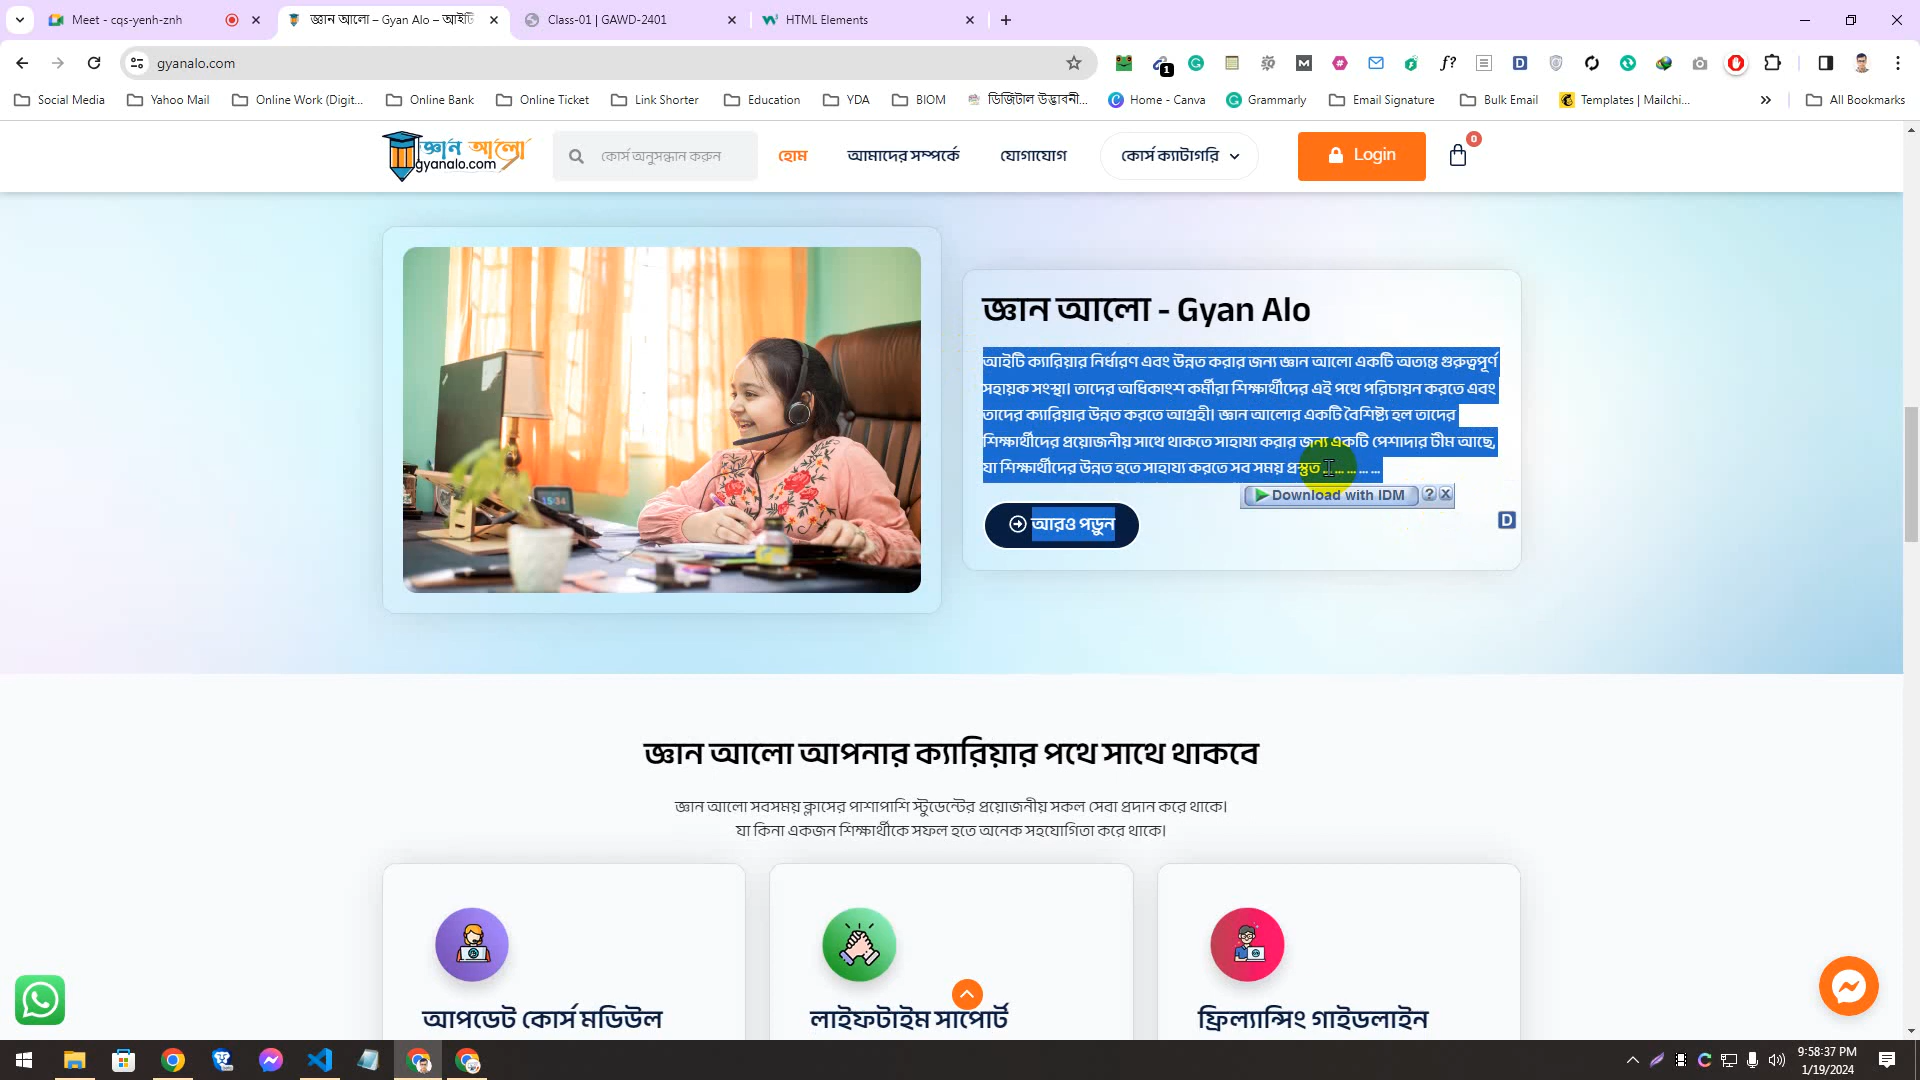 Meet - cqs-yenh-znh
জ্ঞান আলো – Gyan Alo – আইটি
Class-01 | GAWD-2401
HTML Elements
gyanalo.com
1
Social Media
Yahoo Mail
Online Work (Digit...
Online Bank
Online Ticket
Link Shorter
Education
YDA
BIOM
ডিজিটাল উদ্ভাবনী...
Home - Canva
Grammarly
Email Signature
Bulk Email
Templates | Mailchi...
All Bookmarks
জ্ঞান আলো
gyanalo.com
কোর্স অনুসন্ধান করুন
হোম
আমাদের সম্পর্কে
যোগাযোগ
কোর্স ক্যাটাগরি
Login
0
জ্ঞান আলো - Gyan Alo
আইটি ক্যারিয়ার নির্ধারণ এবং উন্নত করার জন্য জ্ঞান আলো একটি অত্যন্ত গুরুত্বপূর্ণ
সহায়ক সংস্থা। তাদের অধিকাংশ কর্মীরা শিক্ষার্থীদের এই পথে পরিচায়ন করতে এবং
তাদের ক্যারিয়ার উন্নত করতে আগ্রহী। জ্ঞান আলোর একটি বৈশিষ্ট্য হল তাদের
শিক্ষার্থীদের প্রয়োজনীয় সাথে থাকতে সাহায্য করার জন্য একটি পেশাদার টীম আছে,
যা শিক্ষার্থীদের উন্নত হতে সাহায্য করতে সব সময় প্রস্তুত ... ... ... ...
Download with IDM
আরও পড়ুন
D
15:34
জ্ঞান আলো আপনার ক্যারিয়ার পথে সাথে থাকবে
জ্ঞান আলো সবসময় ক্লাসের পাশাপাশি স্টুডেন্টের প্রয়োজনীয় সকল সেবা প্রদান করে থাকে।
যা কিনা একজন শিক্ষার্থীকে সফল হতে অনেক সহযোগিতা করে থাকে।
আপডেট কোর্স মডিউল
লাইফটাইম সাপোর্ট
ফ্রিল্যান্সিং গাইডলাইন
9:58:37 PM
1/19/2024